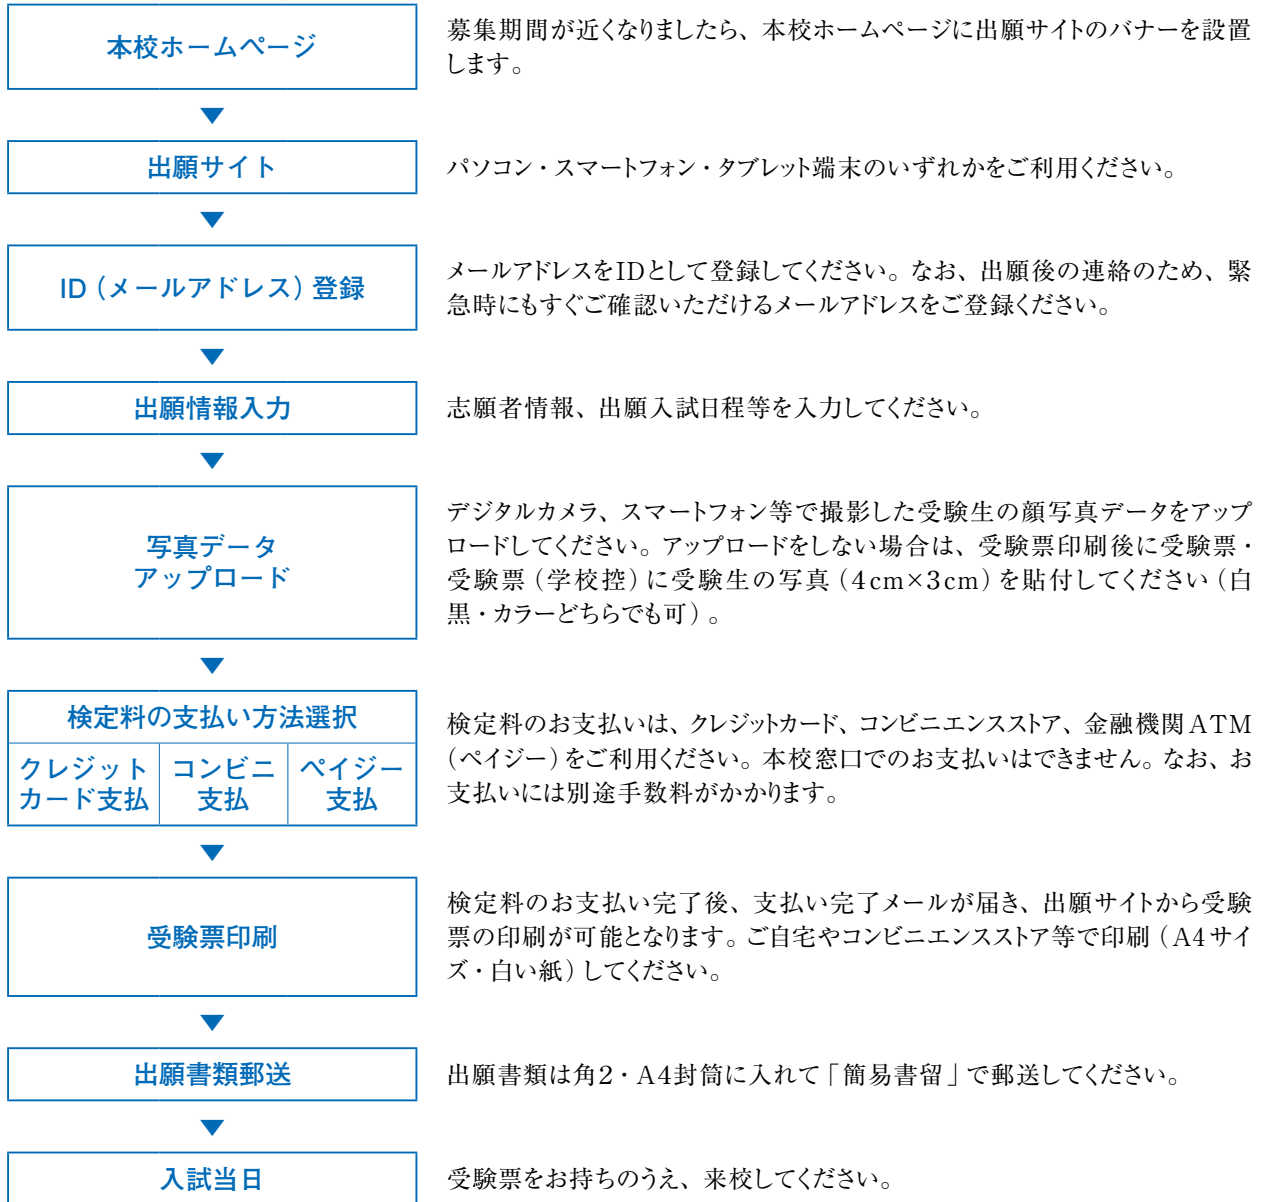 本校ホームページ
募集期間が近くなりましたら、本校ホームページに出願サイトのバナーを設置
します。
▼
出願サイト
パソコン・スマートフォン・タブレット端末のいずれかをご利用ください。
▼
ID（メールアドレス）登録
メールアドレスをIDとして登録してください。なお、出願後の連絡のため、緊
急時にもすぐご確認いただけるメールアドレスをご登録ください。
▼
出願情報入力
志願者情報、出願入試日程等を入力してください。
▼
写真データ
アップロード
デジタルカメラ、スマートフォン等で撮影した受験生の顔写真データをアップ
ロードしてください。アップロードをしない場合は、受験票印刷後に受験票・
受験票（学校控）に受験生の写真（4cm×3cm）を貼付してください（白
黒・カラーどちらでも可）。
▼
検定料の支払い方法選択
クレジット
カード支払
コンビニ
支払
ペイジー
支払
検定料のお支払いは、クレジットカード、コンビニエンスストア、金融機関ATM
（ペイジー）をご利用ください。本校窓口でのお支払いはできません。なお、お
支払いには別途手数料がかかります。
▼
受験票印刷
検定料のお支払い完了後、支払い完了メールが届き、出願サイトから受験
票の印刷が可能となります。ご自宅やコンビニエンスストア等で印刷（A4サイ
ズ・白い紙）してください。
▼
出願書類郵送
出願書類は角2・A4封筒に入れて「簡易書留」で郵送してください。
▼
入試当日
受験票をお持ちのうえ、来校してください。